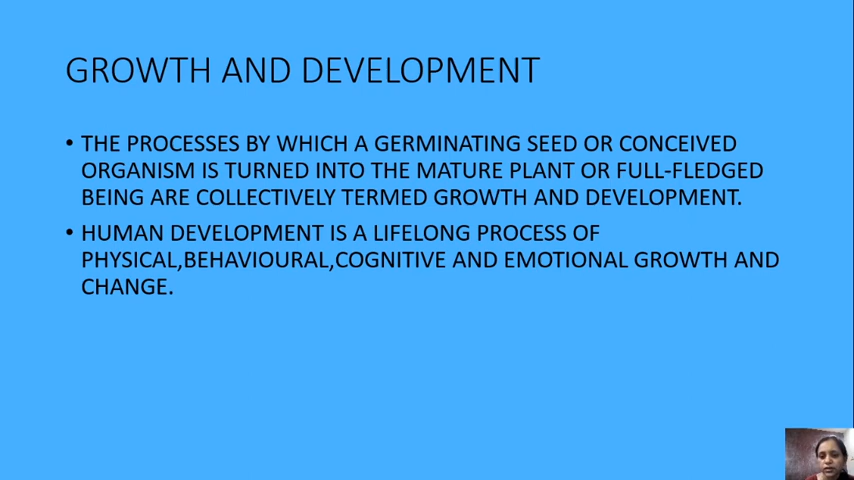 GROWTH AND DEVELOPMENT
• THE PROCESSES BY WHICH A GERMINATING SEED OR CONCEIVED
ORGANISM IS TURNED INTO THE MATURE PLANT OR FULL-FLEDGED
BEING ARE COLLECTIVELY TERMED GROWTH AND DEVELOPMENT.
• HUMAN DEVELOPMENT IS A LIFELONG PROCESS OF
PHYSICAL,BEHAVIOURAL,COGNITIVE AND EMOTIONAL GROWTH AND
CHANGE.